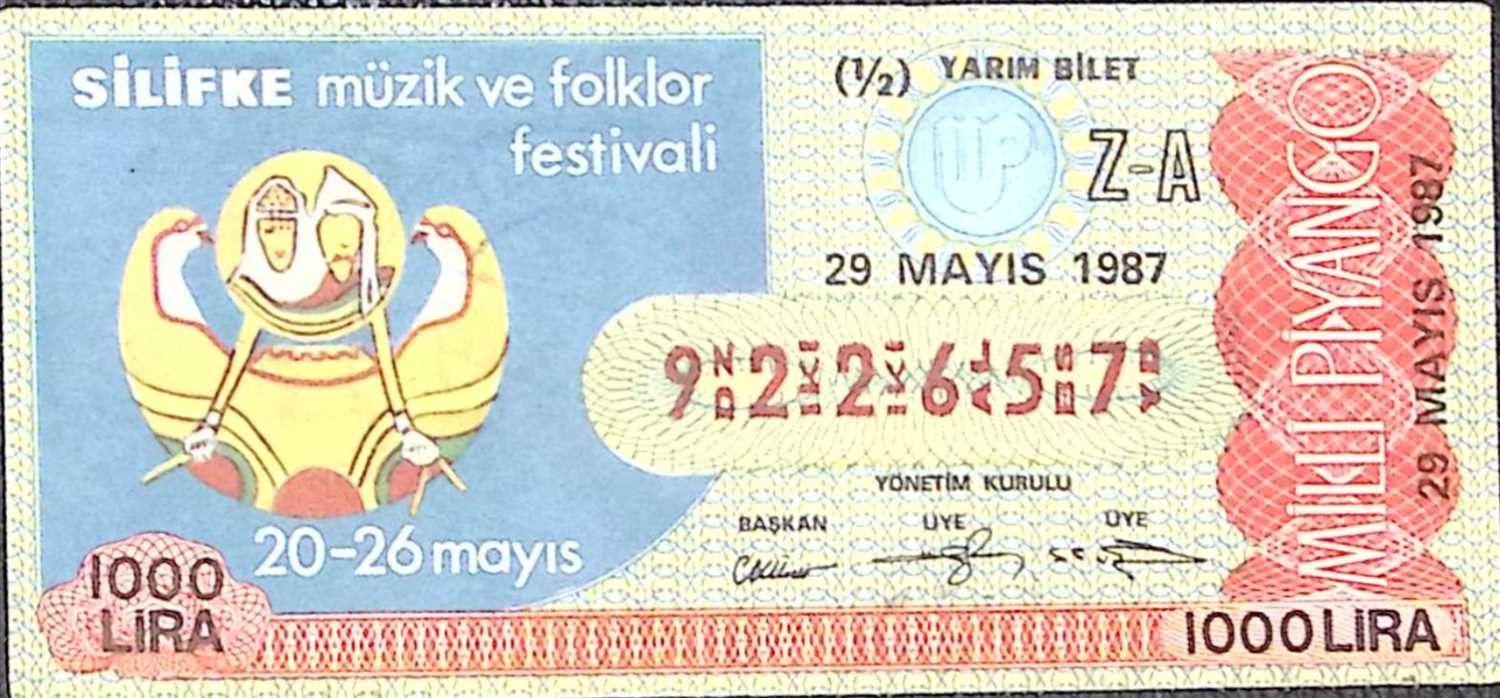 SİLİFKE müzik ve folklor
festivali
20-26 mayıs
1000
LİRA
(½) YARIM BİLET
Z-A
29 MAYIS 1987
9 2 2 6 5 7
YÖNETİM KURULU
BAŞKAN ÜYE ÜYE
1000 LİRA
MİLLİ PİYANGO
29 MAYIS 1987